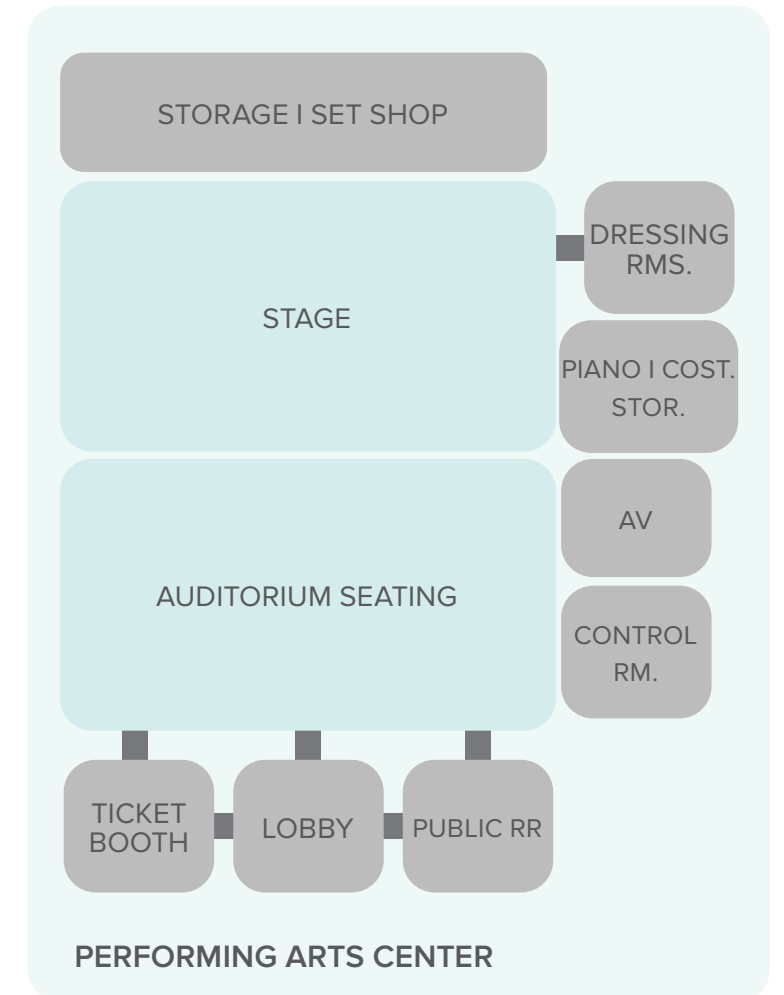 STORAGE I SET SHOP
DRESSING
RMS.
STAGE
PIANO I COST.
STOR.
AV
AUDITORIUM SEATING
CONTROL
RM.
TICKET
BOOTH
LOBBY
PUBLIC RR
PERFORMING ARTS CENTER